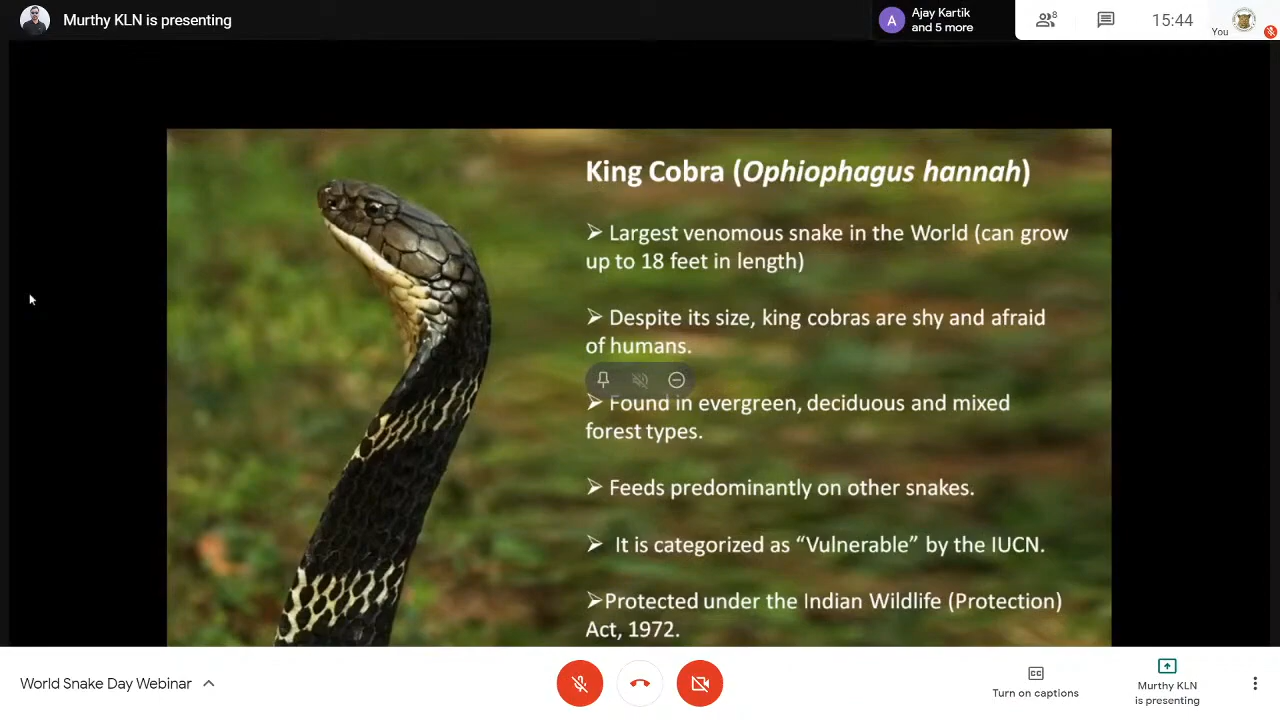 Murthy KLN is presenting
A
Ajay Kartik
and 5 more
8
15:44
You
King Cobra (Ophiophagus hannah)
➢ Largest venomous snake in the World (can grow
up to 18 feet in length)
➢ Despite its size, king cobras are shy and afraid
of humans.
➢ Found in evergreen, deciduous and mixed
forest types.
➢ Feeds predominantly on other snakes.
➢ It is categorized as “Vulnerable” by the IUCN.
➢Protected under the Indian Wildlife (Protection)
Act, 1972.
World Snake Day Webinar
CC
Turn on captions
Murthy KLN
is presenting